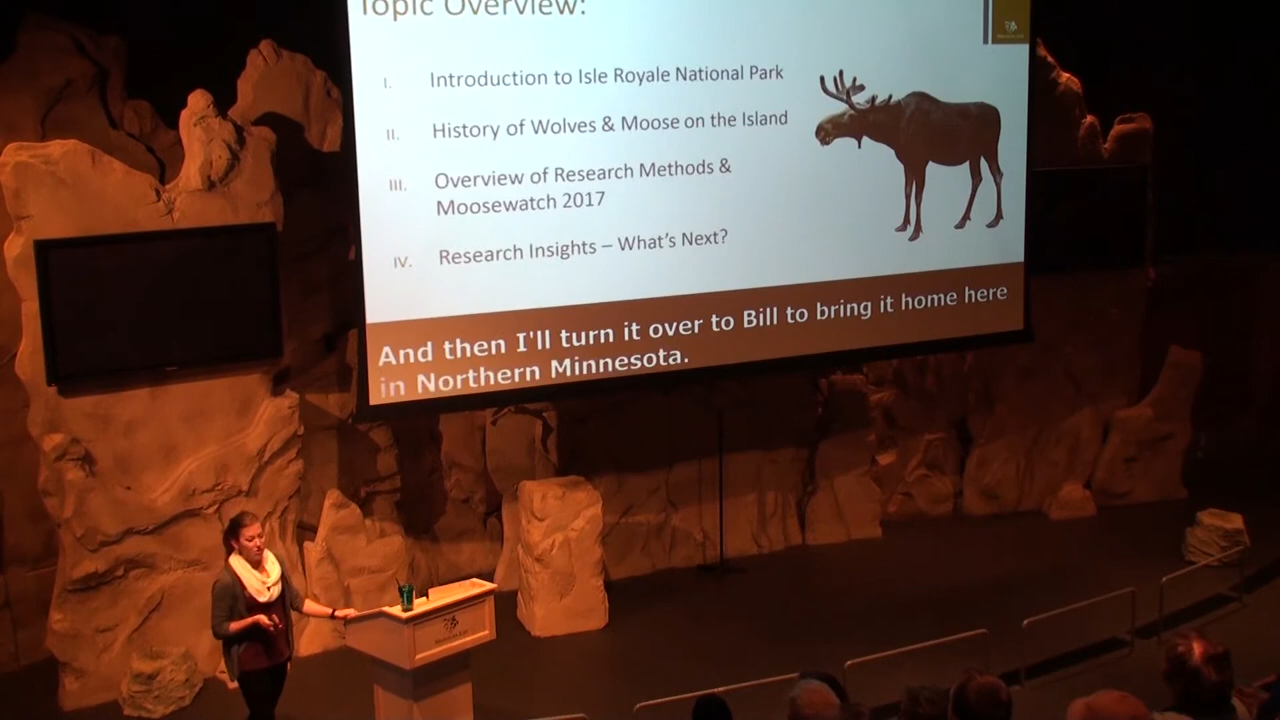 Topic Overview:
I. Introduction to Isle Royale National Park
II. History of Wolves & Moose on the Island
III. Overview of Research Methods &
Moosewatch 2017
IV. Research Insights – What's Next?
And then I'll turn it over to Bill to bring it home here
in Northern Minnesota.